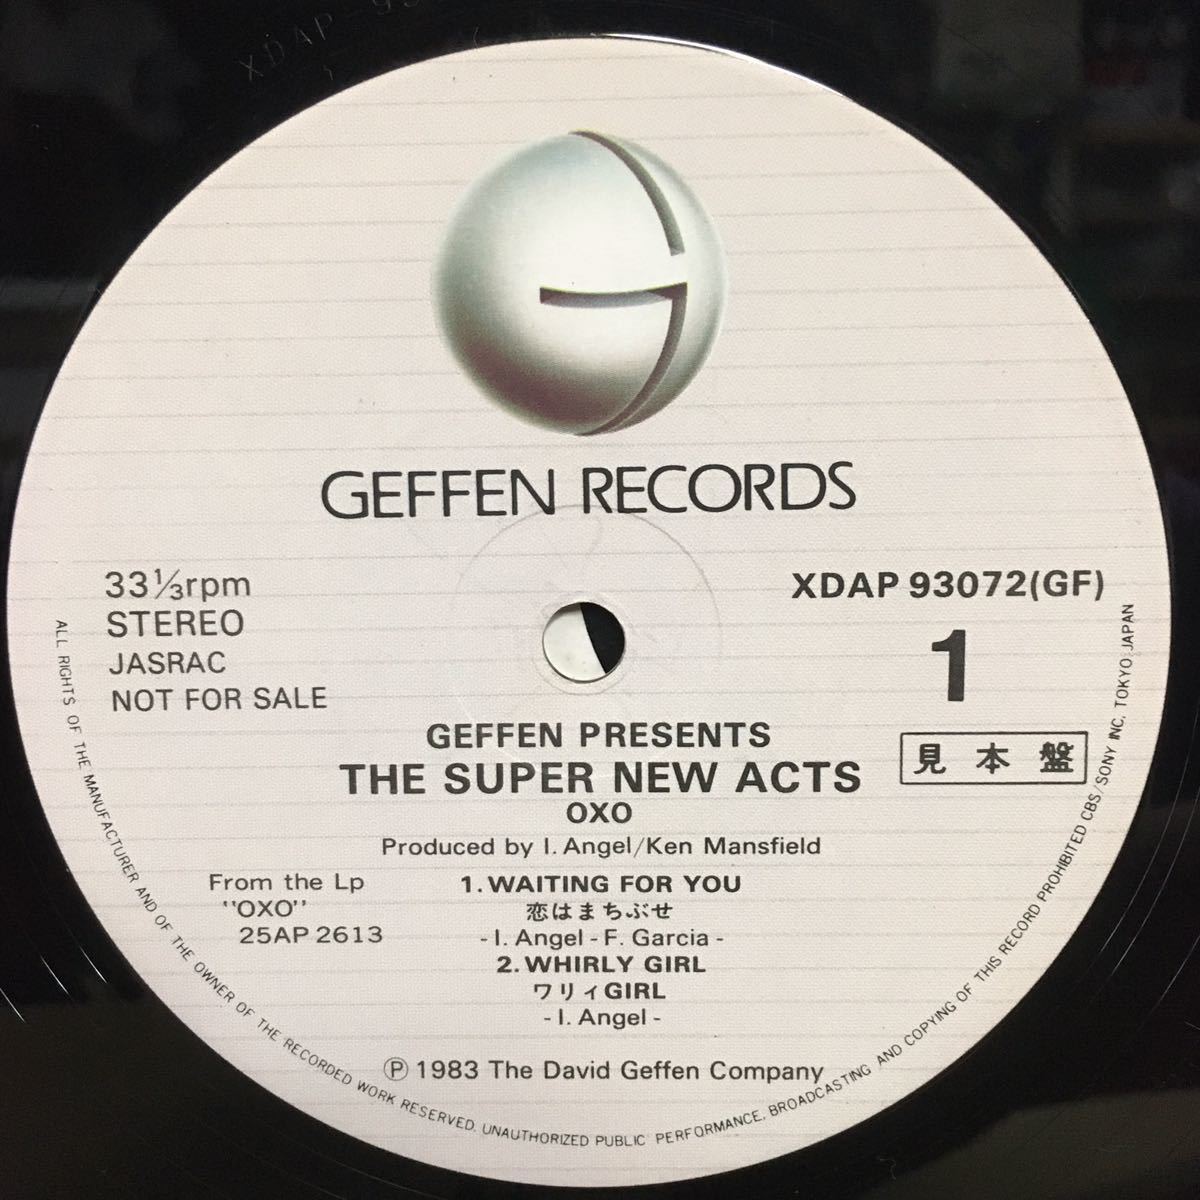 XDAP-93
GEFFEN RECORDS
33⅓rpm
STEREO
JASRAC
NOT FOR SALE
XDAP 93072(GF)
1
見本盤
GEFFEN PRESENTS
THE SUPER NEW ACTS
OXO
Produced by I. Angel/Ken Mansfield
From the Lp
"OXO"
25AP 2613
1. WAITING FOR YOU
恋はまちぶせ
- I. Angel - F. Garcia -
2. WHIRLY GIRL
ワリィGIRL
- I. Angel -
Ⓟ 1983 The David Geffen Company
ALL RIGHTS OF THE MANUFACTURER AND OF THE OWNER OF THE RECORDED WORK RESERVED. UNAUTHORIZED PUBLIC PERFORMANCE, BROADCASTING AND COPYING OF THIS RECORD PROHIBITED CBS/SONY INC. TOKYO, JAPAN